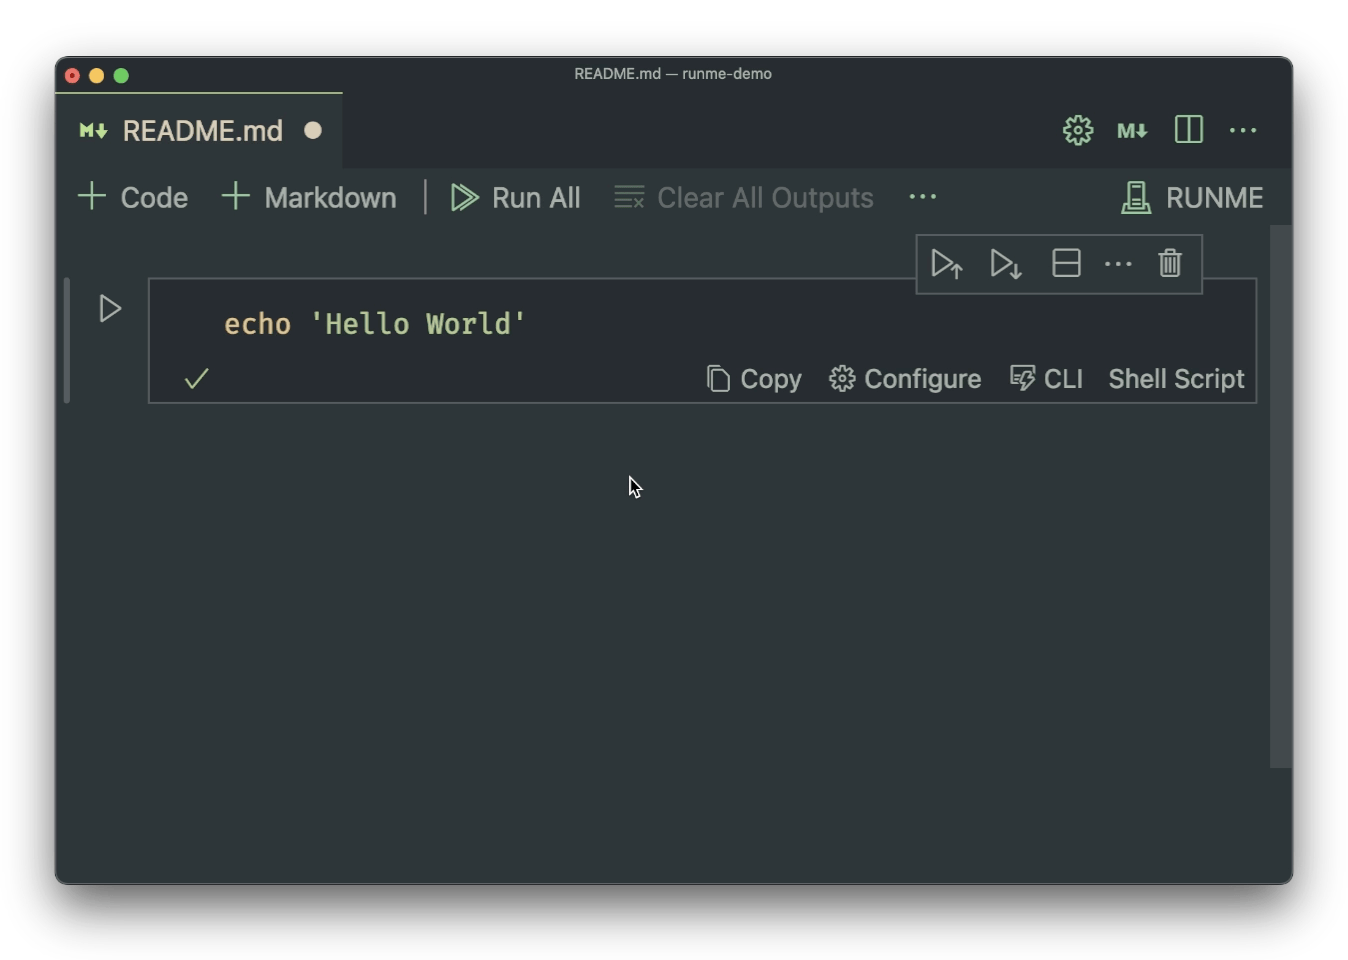 README.md — runme-demo
M↓ README.md
M↓
Code Markdown Run All Clear All Outputs ... RUNME
echo 'Hello World'
Copy Configure CLI Shell Script